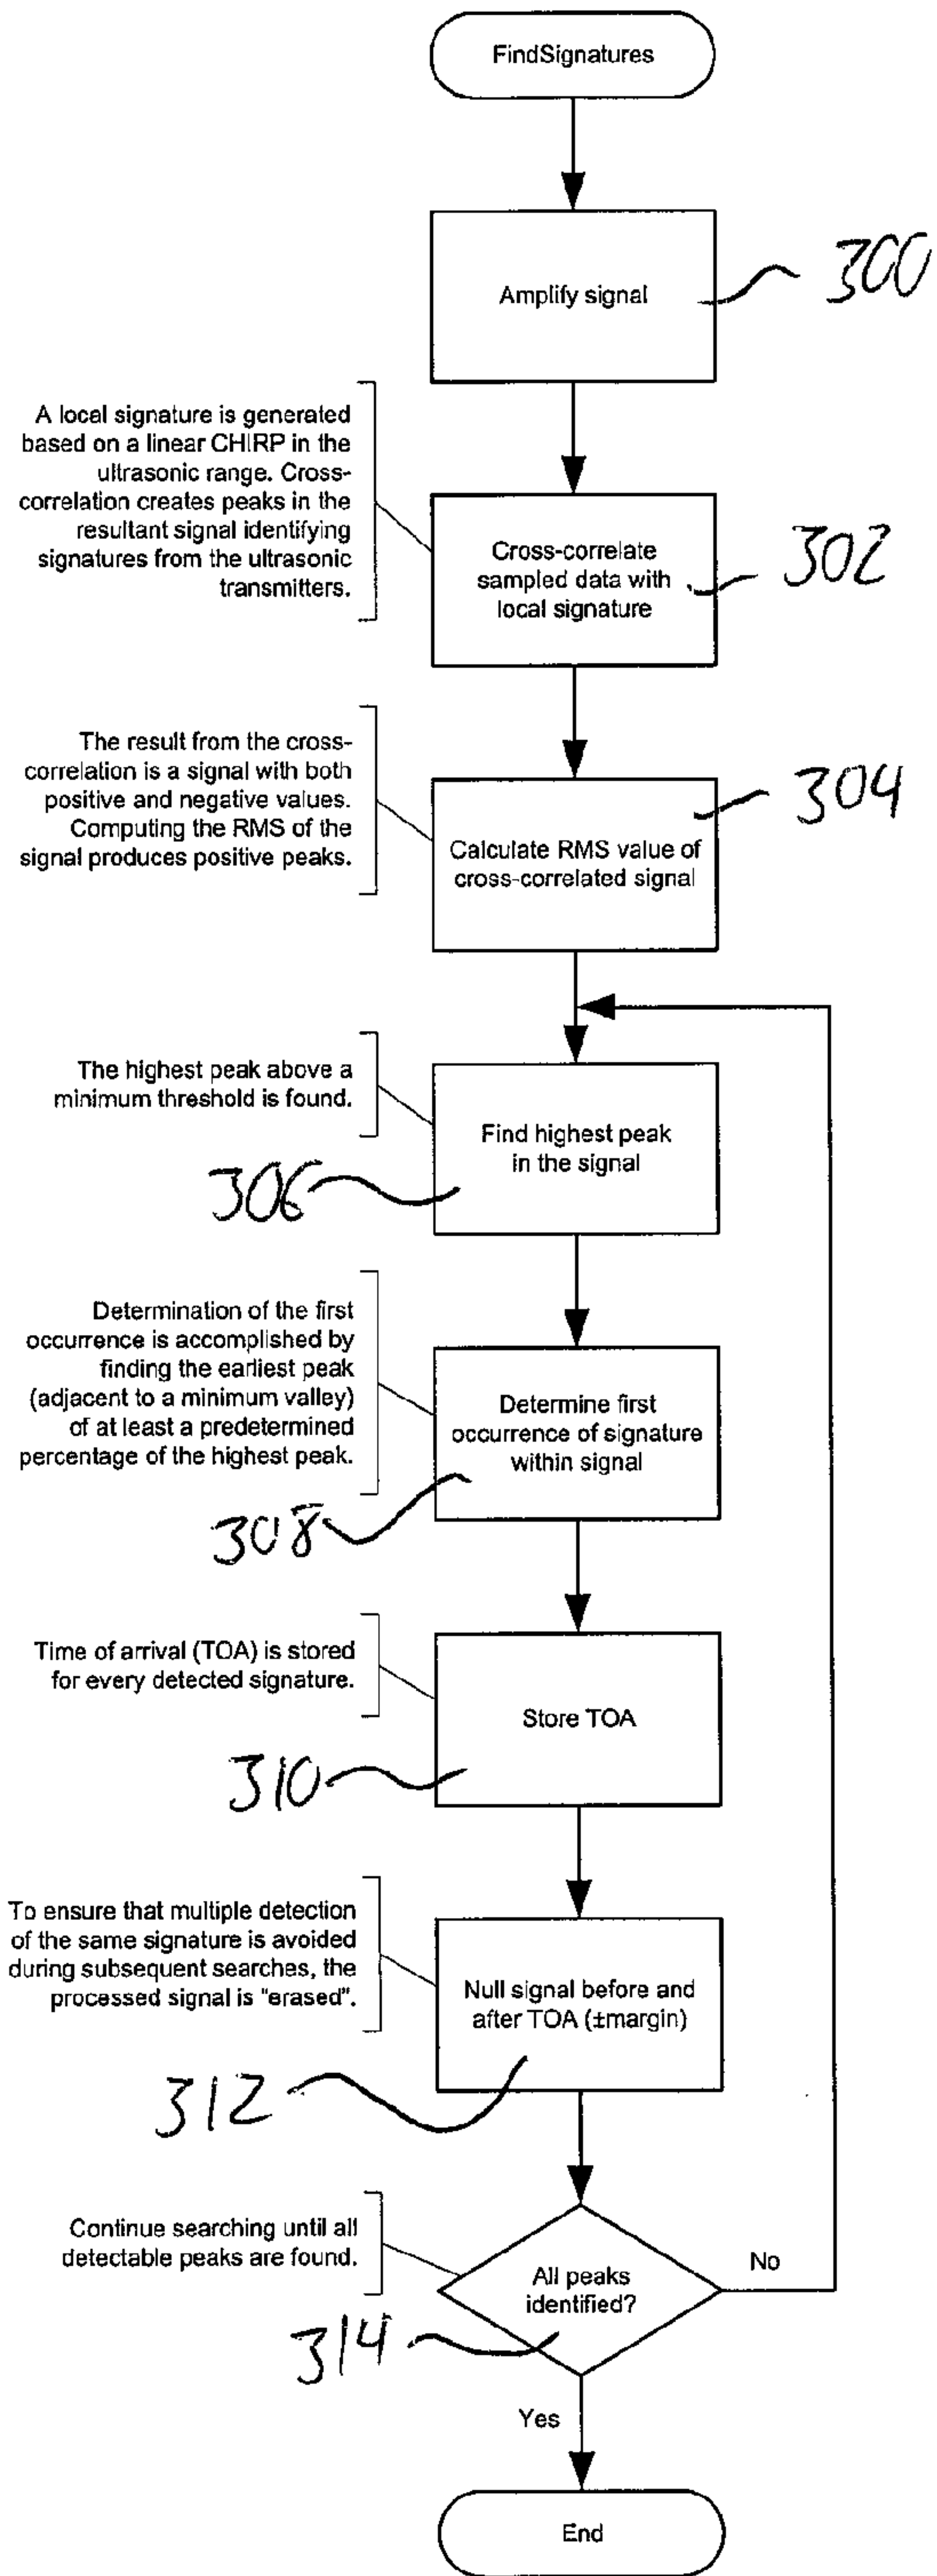 FindSignatures
Amplify signal
300
A local signature is generated
based on a linear CHIRP in the
ultrasonic range. Cross-
correlation creates peaks in the
resultant signal identifying
signatures from the ultrasonic
transmitters.
Cross-correlate
sampled data with
local signature
302
The result from the cross-
correlation is a signal with both
positive and negative values.
Computing the RMS of the
signal produces positive peaks.
Calculate RMS value of
cross-correlated signal
304
The highest peak above a
minimum threshold is found.
Find highest peak
in the signal
306
Determination of the first
occurrence is accomplished by
finding the earliest peak
(adjacent to a minimum valley)
of at least a predetermined
percentage of the highest peak.
Determine first
occurrence of signature
within signal
308
Time of arrival (TOA) is stored
for every detected signature.
Store TOA
310
To ensure that multiple detection
of the same signature is avoided
during subsequent searches, the
processed signal is "erased".
Null signal before and
after TOA (±margin)
312
Continue searching until all
detectable peaks are found.
All peaks
identified?
No
314
Yes
End